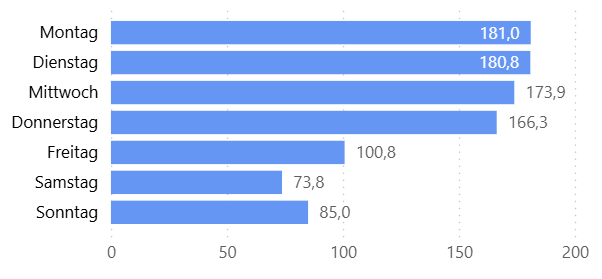 Montag 181,0
Dienstag 180,8
Mittwoch 173,9
Donnerstag 166,3
Freitag 100,8
Samstag 73,8
Sonntag 85,0
0 50 100 150 200